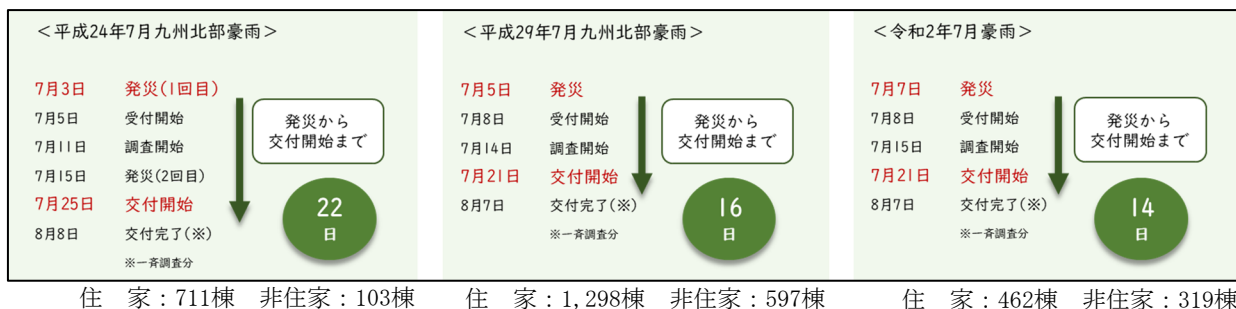 ＜平成24年7月九州北部豪雨＞
7月3日 発災(1回目)
7月5日 受付開始
7月11日 調査開始
7月15日 発災(2回目)
7月25日 交付開始
8月8日 交付完了(※)
※一斉調査分
発災から
交付開始まで
22
日
住　家：711棟　非住家：103棟
＜平成29年7月九州北部豪雨＞
7月5日 発災
7月8日 受付開始
7月14日 調査開始
7月21日 交付開始
8月7日 交付完了(※)
※一斉調査分
発災から
交付開始まで
16
日
住　家：1,298棟　非住家：597棟
＜令和2年7月豪雨＞
7月7日 発災
7月8日 受付開始
7月15日 調査開始
7月21日 交付開始
8月7日 交付完了(※)
※一斉調査分
発災から
交付開始まで
14
日
住　家：462棟　非住家：319棟